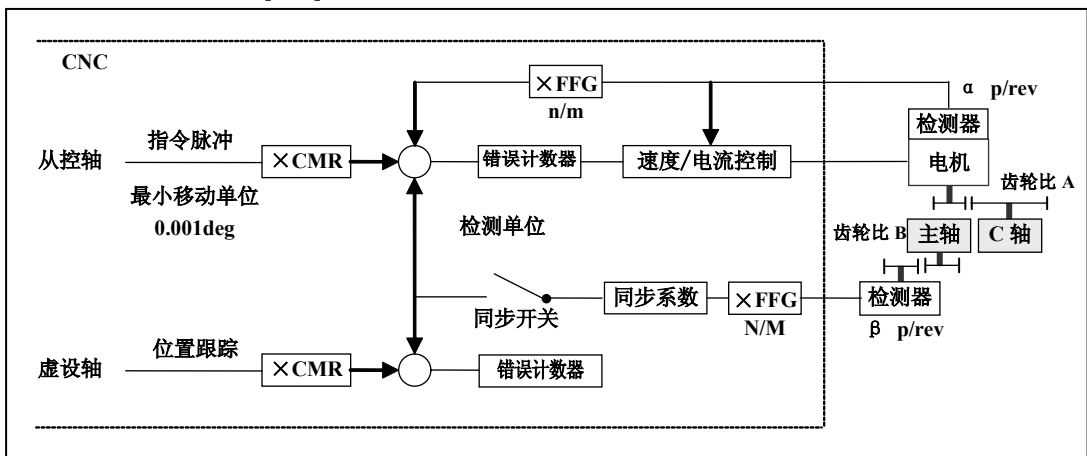 CNC
×FFG
n/m
α p/rev
检测器
电机
从控轴
指令脉冲
×CMR
错误计数器
速度/电流控制
最小移动单位
0.001deg
齿轮比 A
检测单位
齿轮比 B
主轴
C 轴
同步开关
同步系数
×FFG
N/M
检测器
β p/rev
虚设轴
位置跟踪
×CMR
错误计数器